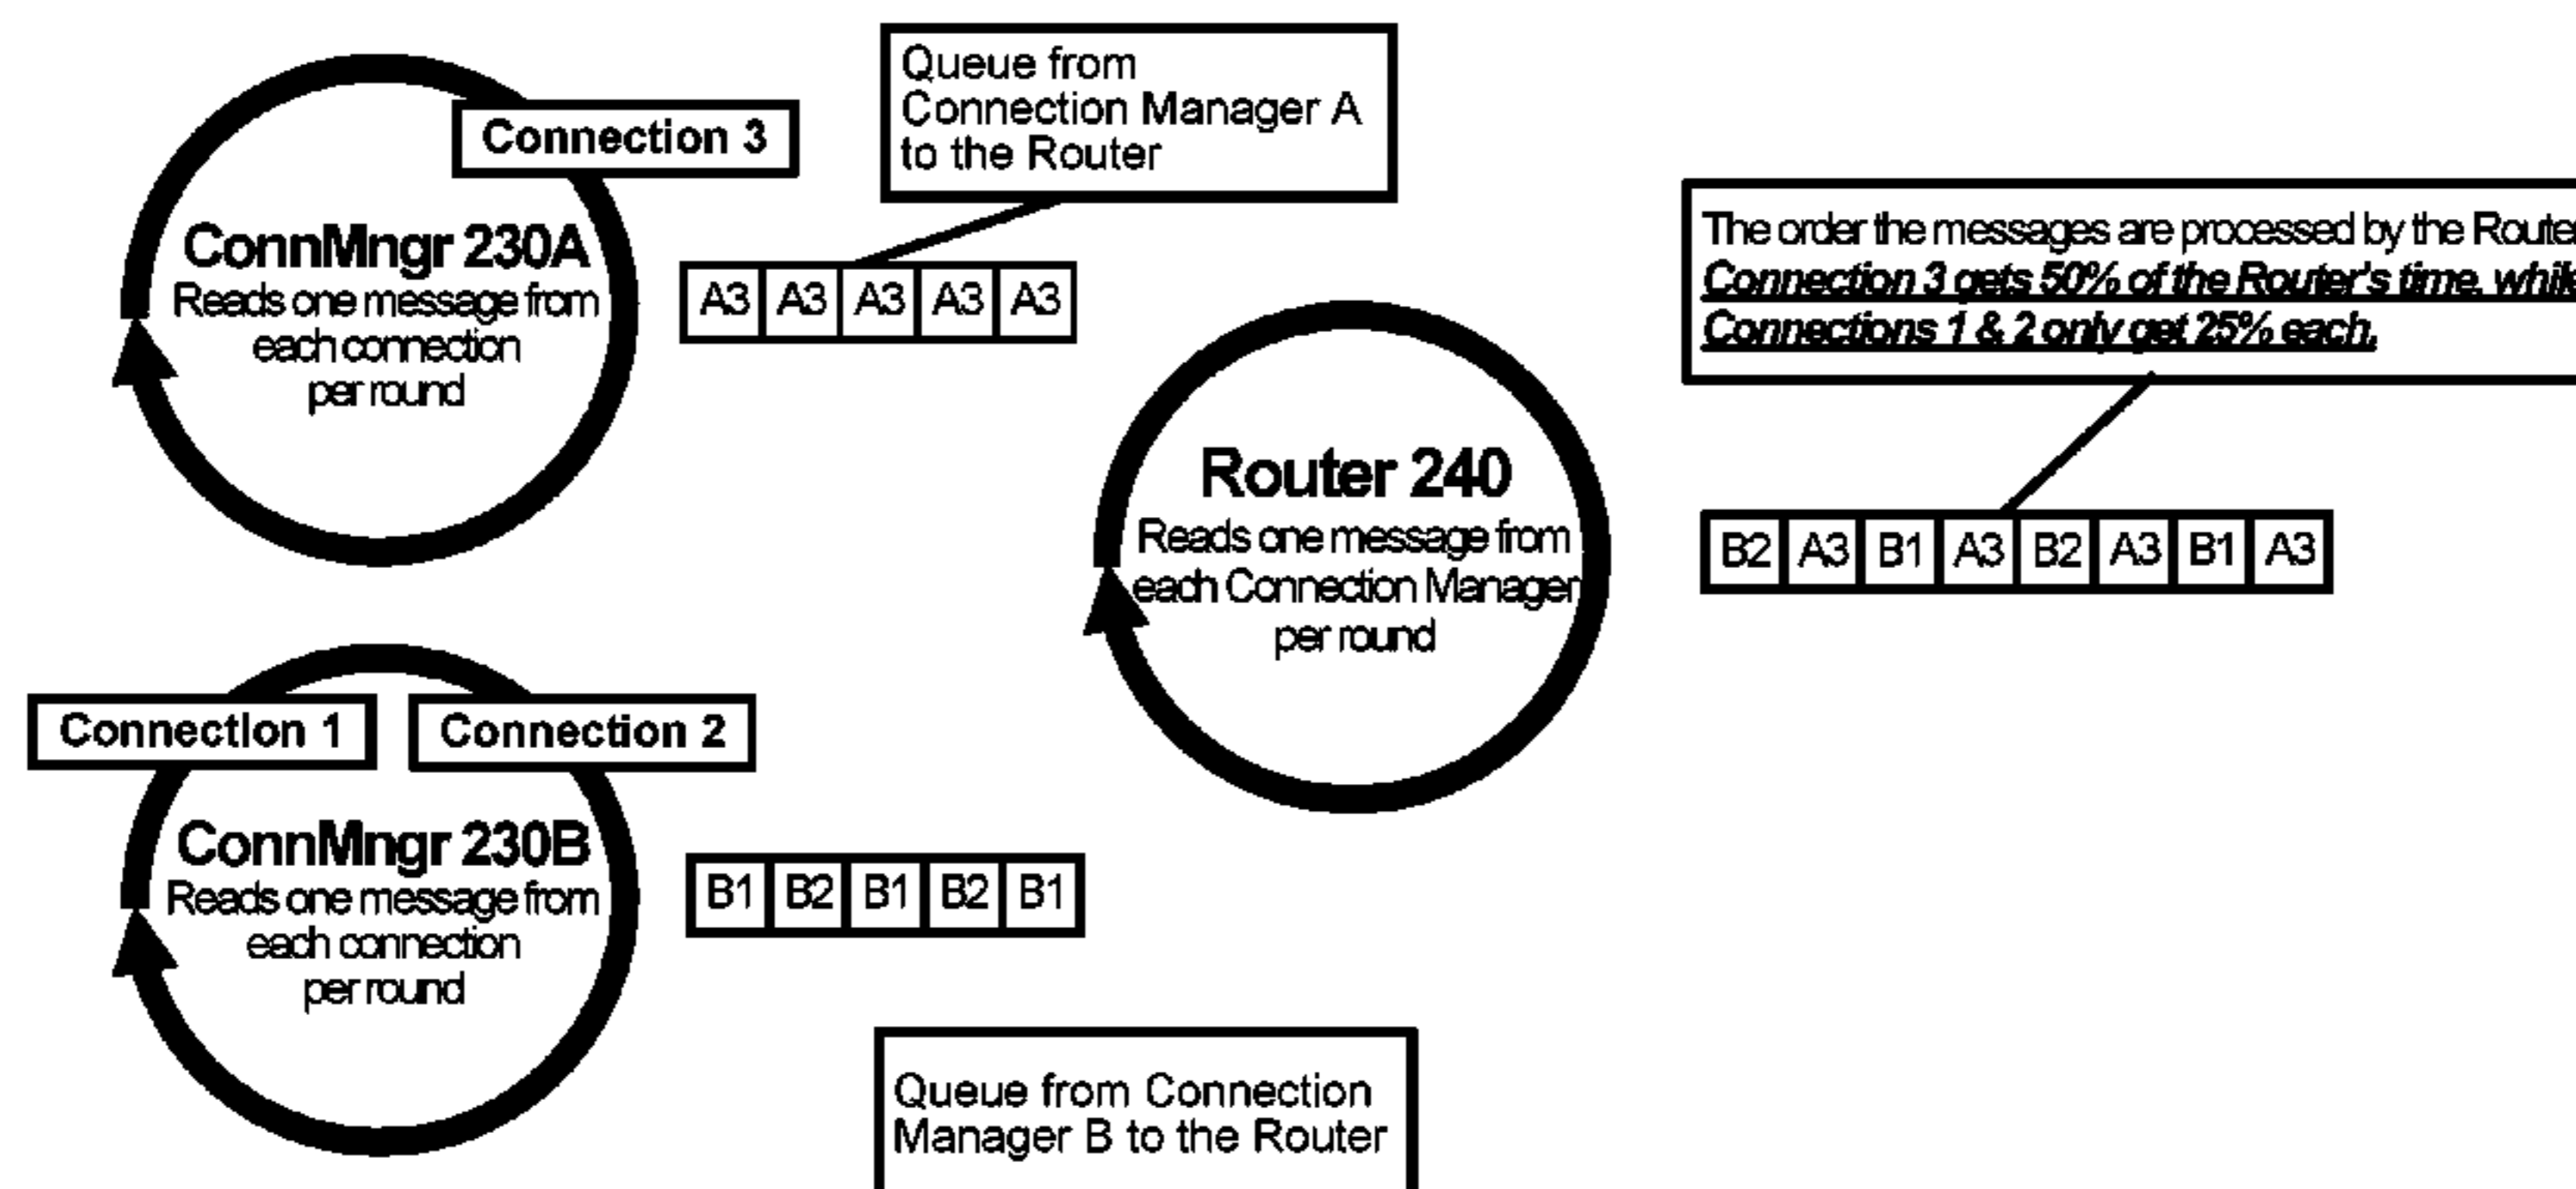 Queue from
Connection Manager A
to the Router
Connection 3
ConnMngr 230A
Reads one message from
each connection
per round
A3 A3 A3 A3 A3
The order the messages are processed by the Router
Connection 3 gets 50% of the Router's time, while
Connections 1 & 2 only get 25% each.
Router 240
Reads one message from
each Connection Manager
per round
B2 A3 B1 A3 B2 A3 B1 A3
Connection 1
Connection 2
ConnMngr 230B
Reads one message from
each connection
per round
B1 B2 B1 B2 B1
Queue from Connection
Manager B to the Router